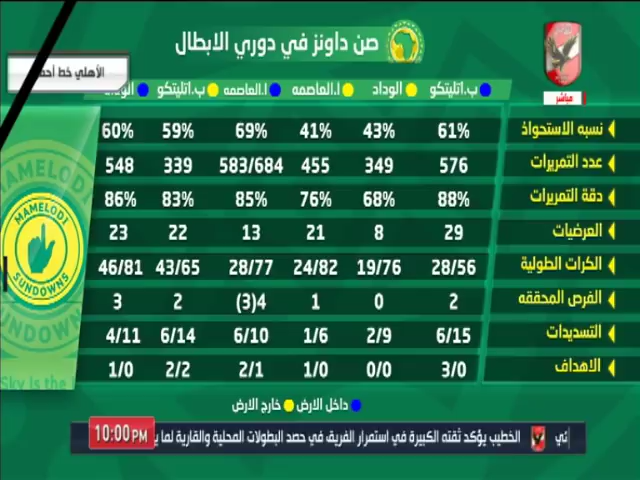 صن داونز في دوري الابطال
الأهلي خط أحمر
مباشر
ب.اتليتكو الوداد ا.العاصمه ا.العاصمه ب.اتليتكو الوداد
نسبه الاستحواذ 61% 43% 41% 69% 59% 60%
عدد التمريرات 576 349 455 583/684 339 548
دقة التمريرات 88% 68% 76% 85% 83% 86%
العرضيات 29 8 21 13 22 23
الكرات الطولية 28/56 19/76 24/82 28/77 43/65 46/81
الفرص المحققه 2 0 1 4(3) 2 3
التسديدات 6/15 2/9 1/6 6/10 6/14 4/11
الاهداف 3/0 0/0 1/0 2/1 2/2 1/0
MAMELODI
SUNDOWNS
Sky Is the
داخل الارض خارج الارض
ئي الخطيب يؤكد ثقته الكبيرة في استمرار الفريق في حصد البطولات المحلية والقارية لما
10:00 PM